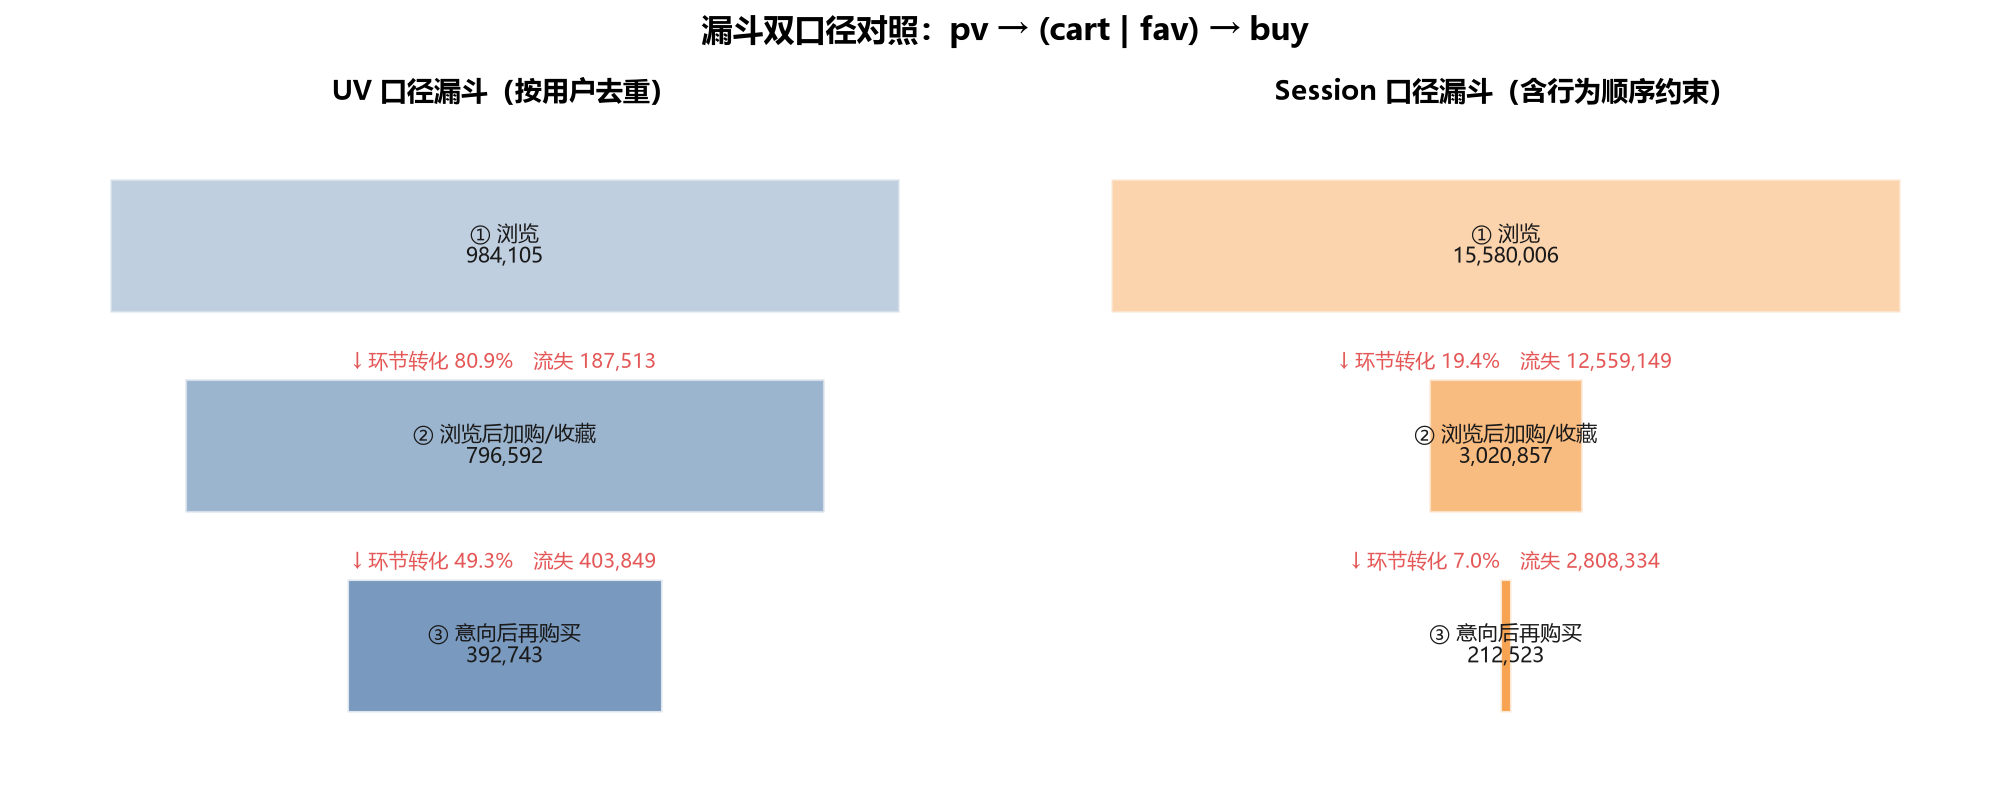 漏斗双口径对照：pv → (cart | fav) → buy
UV 口径漏斗（按用户去重）
① 浏览
984,105
↓ 环节转化 80.9% 流失 187,513
② 浏览后加购/收藏
796,592
↓ 环节转化 49.3% 流失 403,849
③ 意向后再购买
392,743
Session 口径漏斗（含行为顺序约束）
① 浏览
15,580,006
↓ 环节转化 19.4% 流失 12,559,149
② 浏览后加购/收藏
3,020,857
↓ 环节转化 7.0% 流失 2,808,334
③ 意向后再购买
212,523